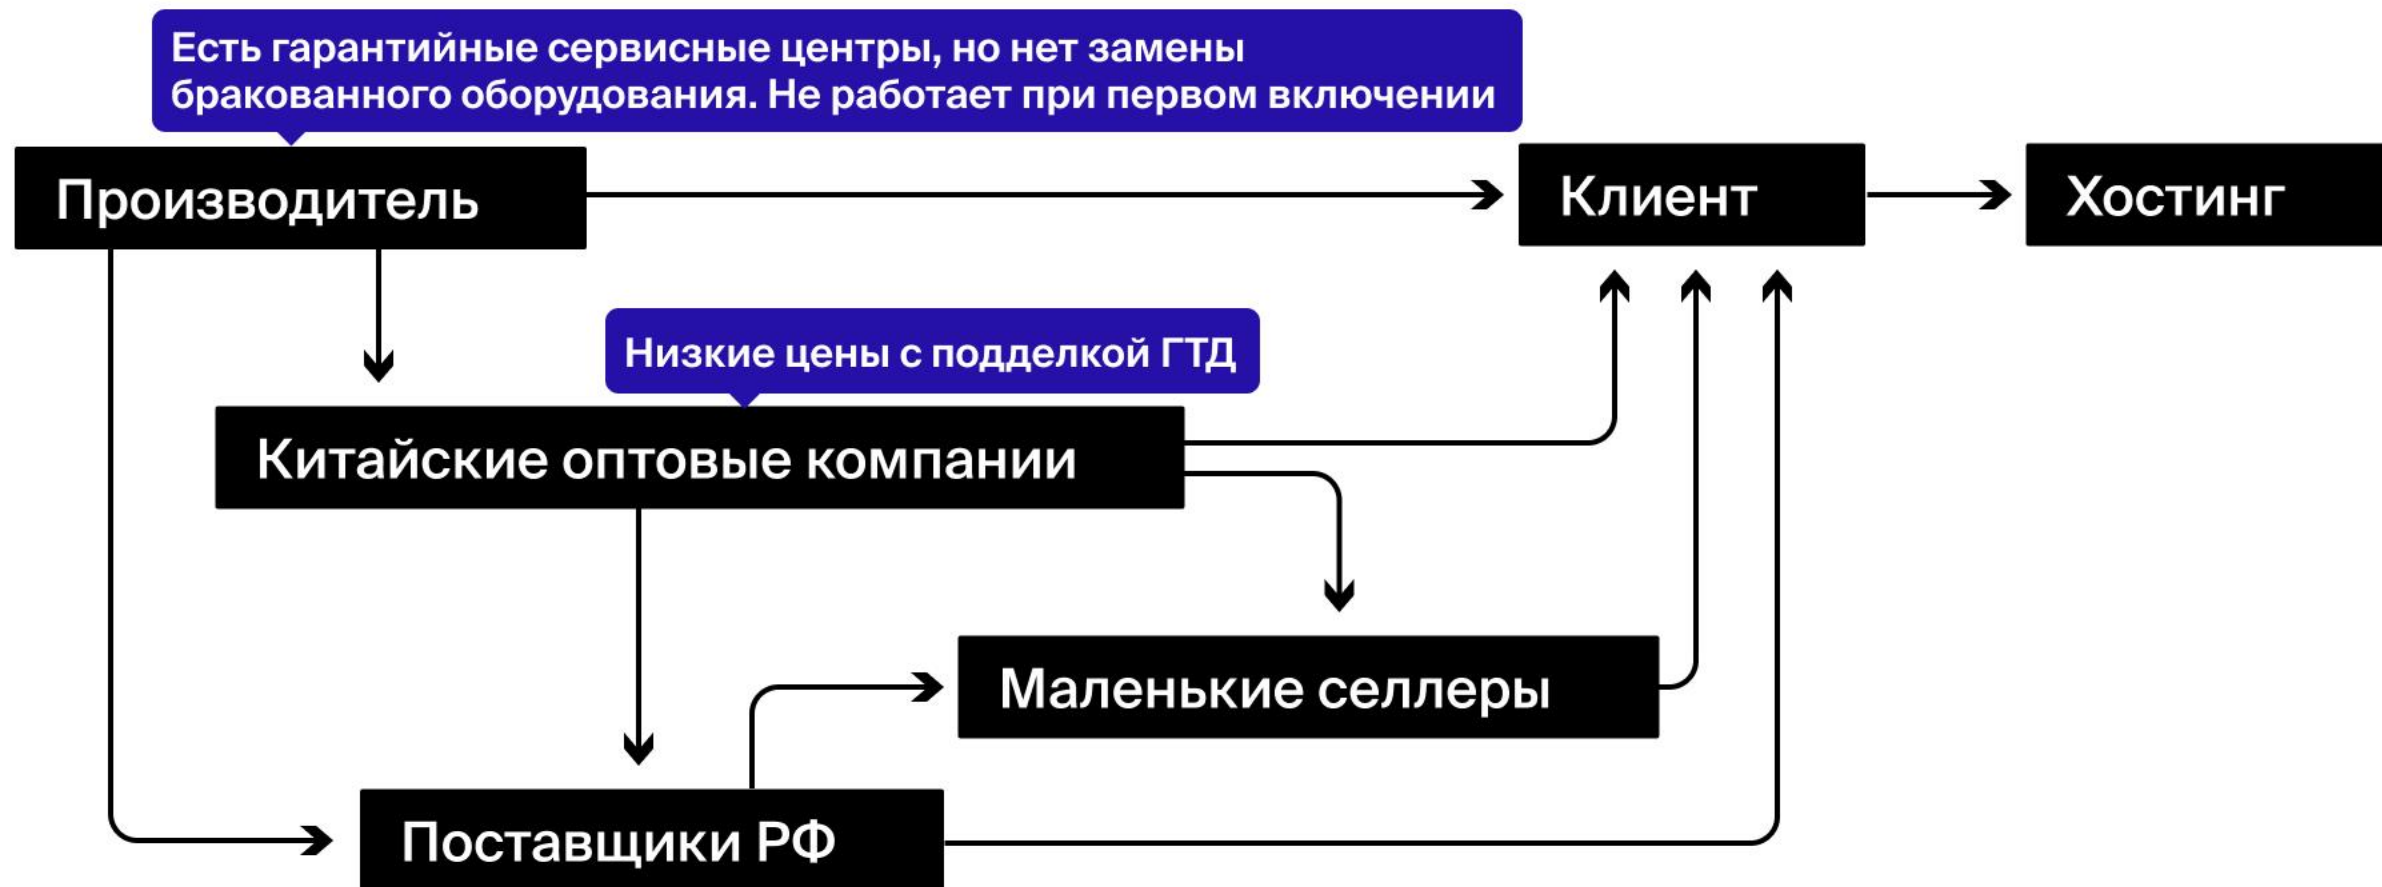 Есть гарантийные сервисные центры, но нет замены
бракованного оборудования. Не работает при первом включении
Производитель
Клиент
Хостинг
Низкие цены с подделкой ГТД
Китайские оптовые компании
Маленькие селлеры
Поставщики РФ